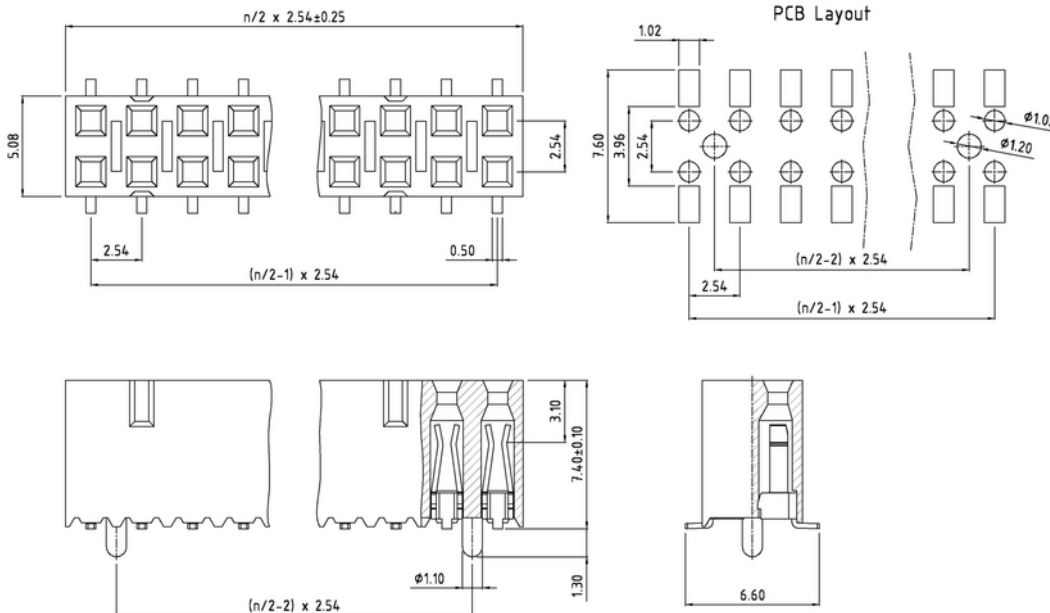 n/2 x 2.54±0.25
5.08
2.54
2.54
0.50
(n/2-1) x 2.54
PCB Layout
1.02
7.60
3.96
2.54
Ø1.20
(n/2-2) x 2.54
2.54
(n/2-1) x 2.54
3.10
7.40±0.10
1.30
Ø1.10
(n/2-2) x 2.54
6.60